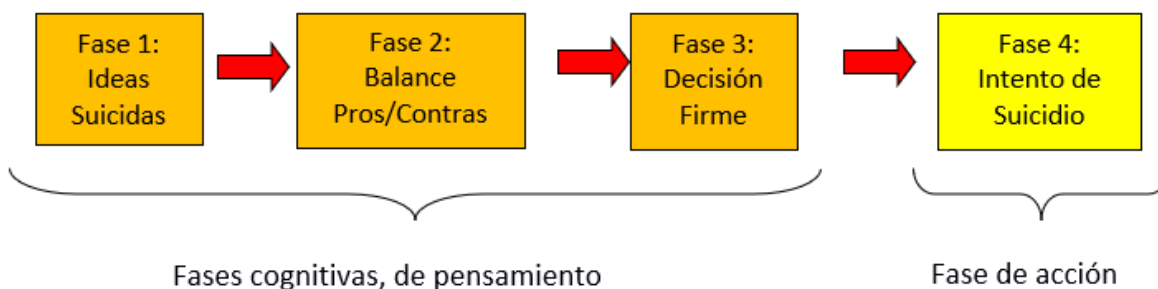 Fase 1:
Ideas
Suicidas
Fase 2:
Balance
Pros/Contras
Fase 3:
Decisión
Firme
Fase 4:
Intento de
Suicidio
Fases cognitivas, de pensamiento
Fase de acción